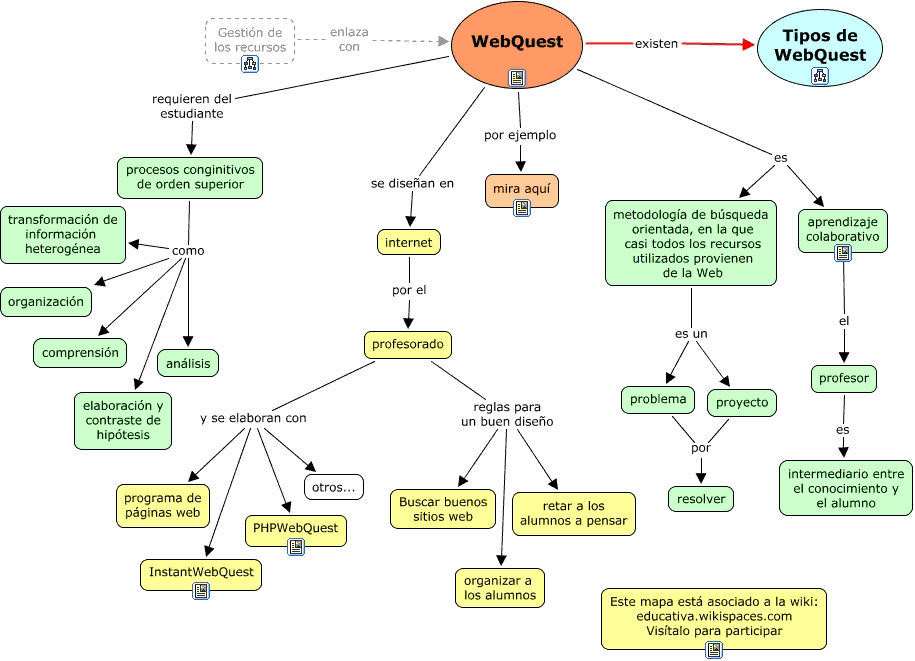 Gestión de
los recursos
enlaza
con
WebQuest
existen
Tipos de
WebQuest
requieren del
estudiante
procesos conginitivos
de orden superior
como
transformación de
información
heterogénea
organización
comprensión
análisis
elaboración y
contraste de
hipótesis
se diseñan en
internet
por el
profesorado
y se elaboran con
programa de
páginas web
InstantWebQuest
PHPWebQuest
otros...
reglas para
un buen diseño
Buscar buenos
sitios web
organizar a
los alumnos
retar a los
alumnos a pensar
por ejemplo
mira aquí
es
metodología de búsqueda
orientada, en la que
casi todos los recursos
utilizados provienen
de la Web
es un
problema
proyecto
por
resolver
aprendizaje
colaborativo
el
profesor
es
intermediario entre
el conocimiento y
el alumno
Este mapa está asociado a la wiki:
educativa.wikispaces.com
Visítalo para participar